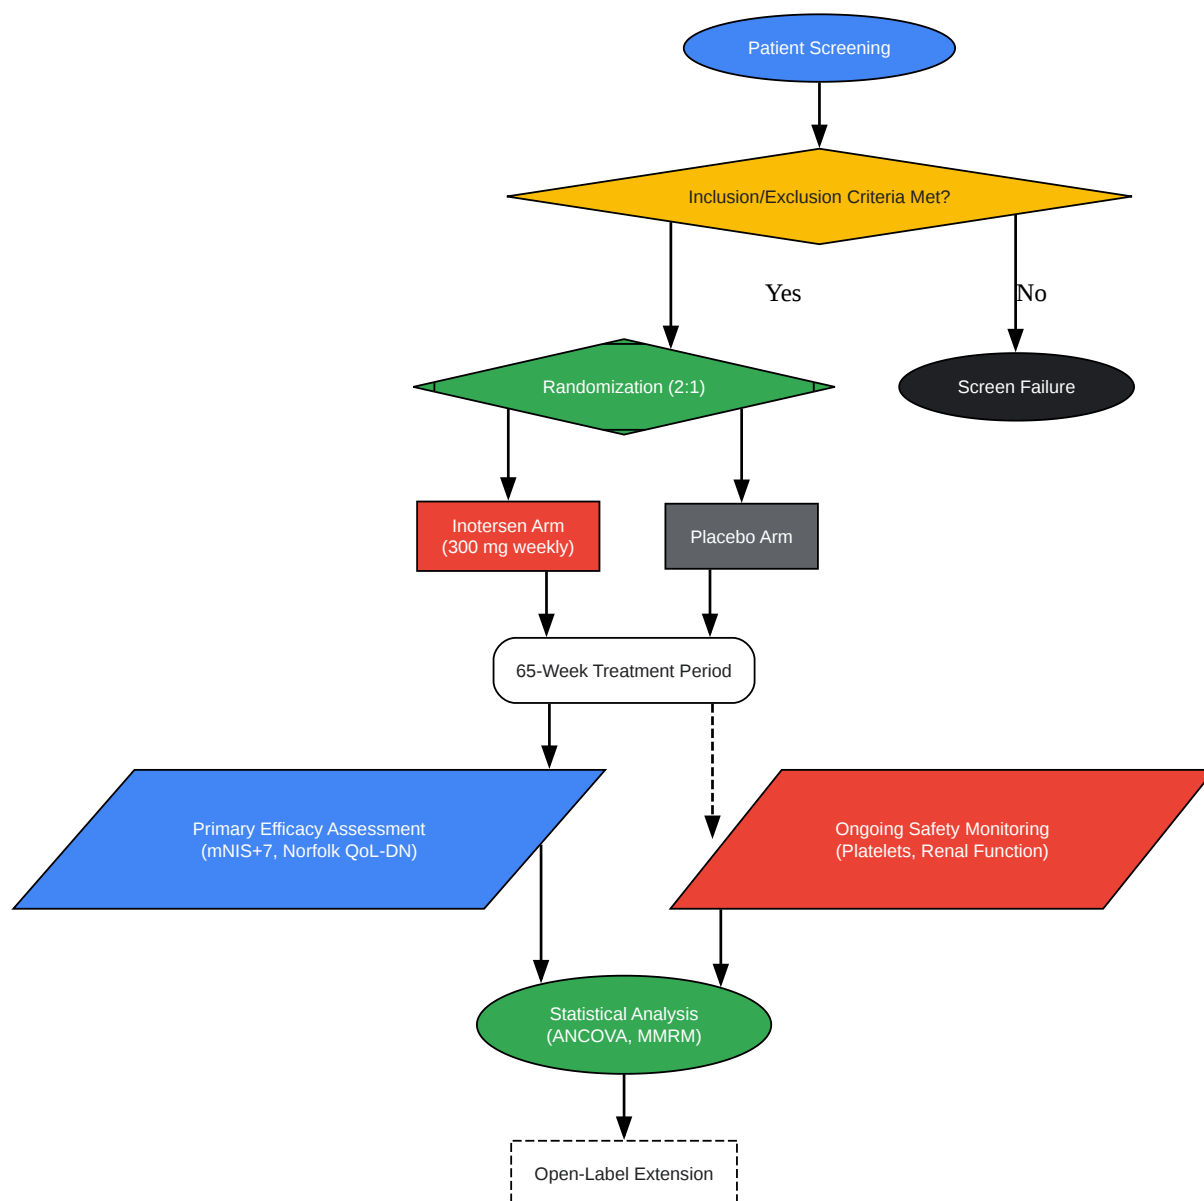 Patient Screening
Inclusion/Exclusion Criteria Met?
Yes
No
Randomization (2:1)
Screen Failure
Inotersen Arm
(300 mg weekly)
Placebo Arm
65-Week Treatment Period
Primary Efficacy Assessment
(mNIS+7, Norfolk QoL-DN)
Ongoing Safety Monitoring
(Platelets, Renal Function)
Statistical Analysis
(ANCOVA, MMRM)
Open-Label Extension